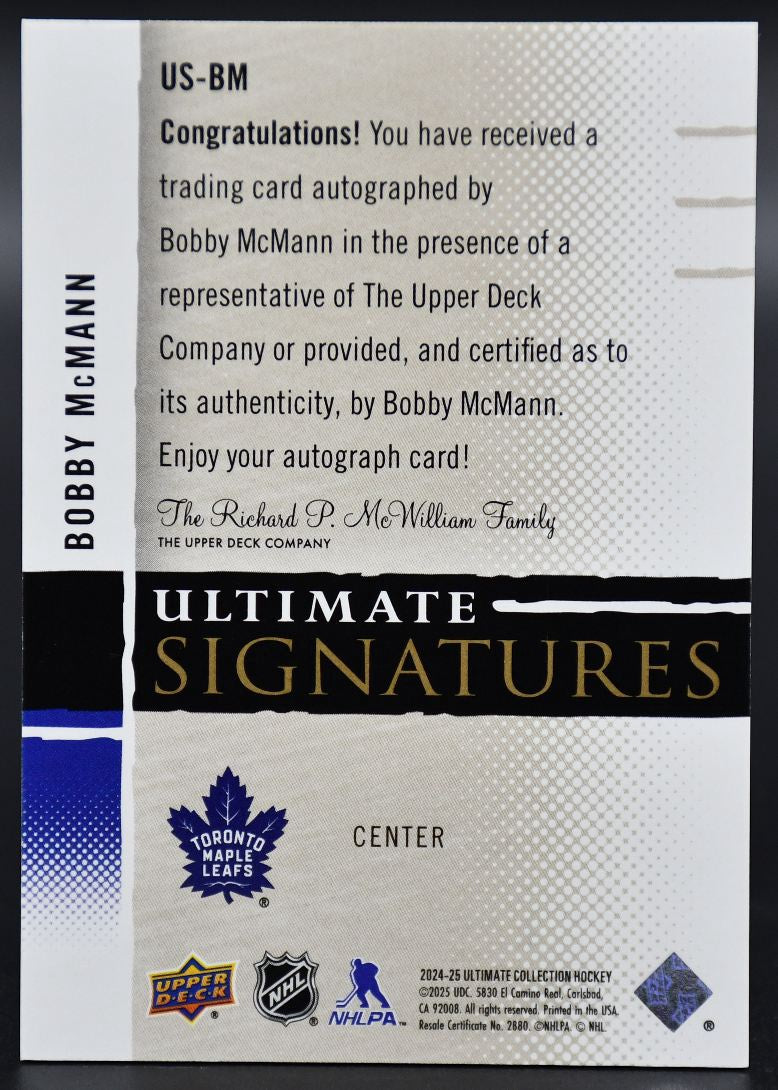 US-BM
Congratulations! You have received a
trading card autographed by
Bobby McMann in the presence of a
representative of The Upper Deck
Company or provided, and certified as to
its authenticity, by Bobby McMann.
Enjoy your autograph card!
The Richard P. McWilliam Family
THE UPPER DECK COMPANY
BOBBY McMANN
ULTIMATE
SIGNATURES
TORONTO
MAPLE
LEAFS
®
CENTER
UPPER
D·E·C·K
®
NHL
®
NHLPA™
2024-25 ULTIMATE COLLECTION HOCKEY
©2025 UDC. 5830 El Camino Real, Carlsbad,
CA 92008. All rights reserved. Printed in the USA.
Resale Certificate No. 2880. ©NHLPA. © NHL
®